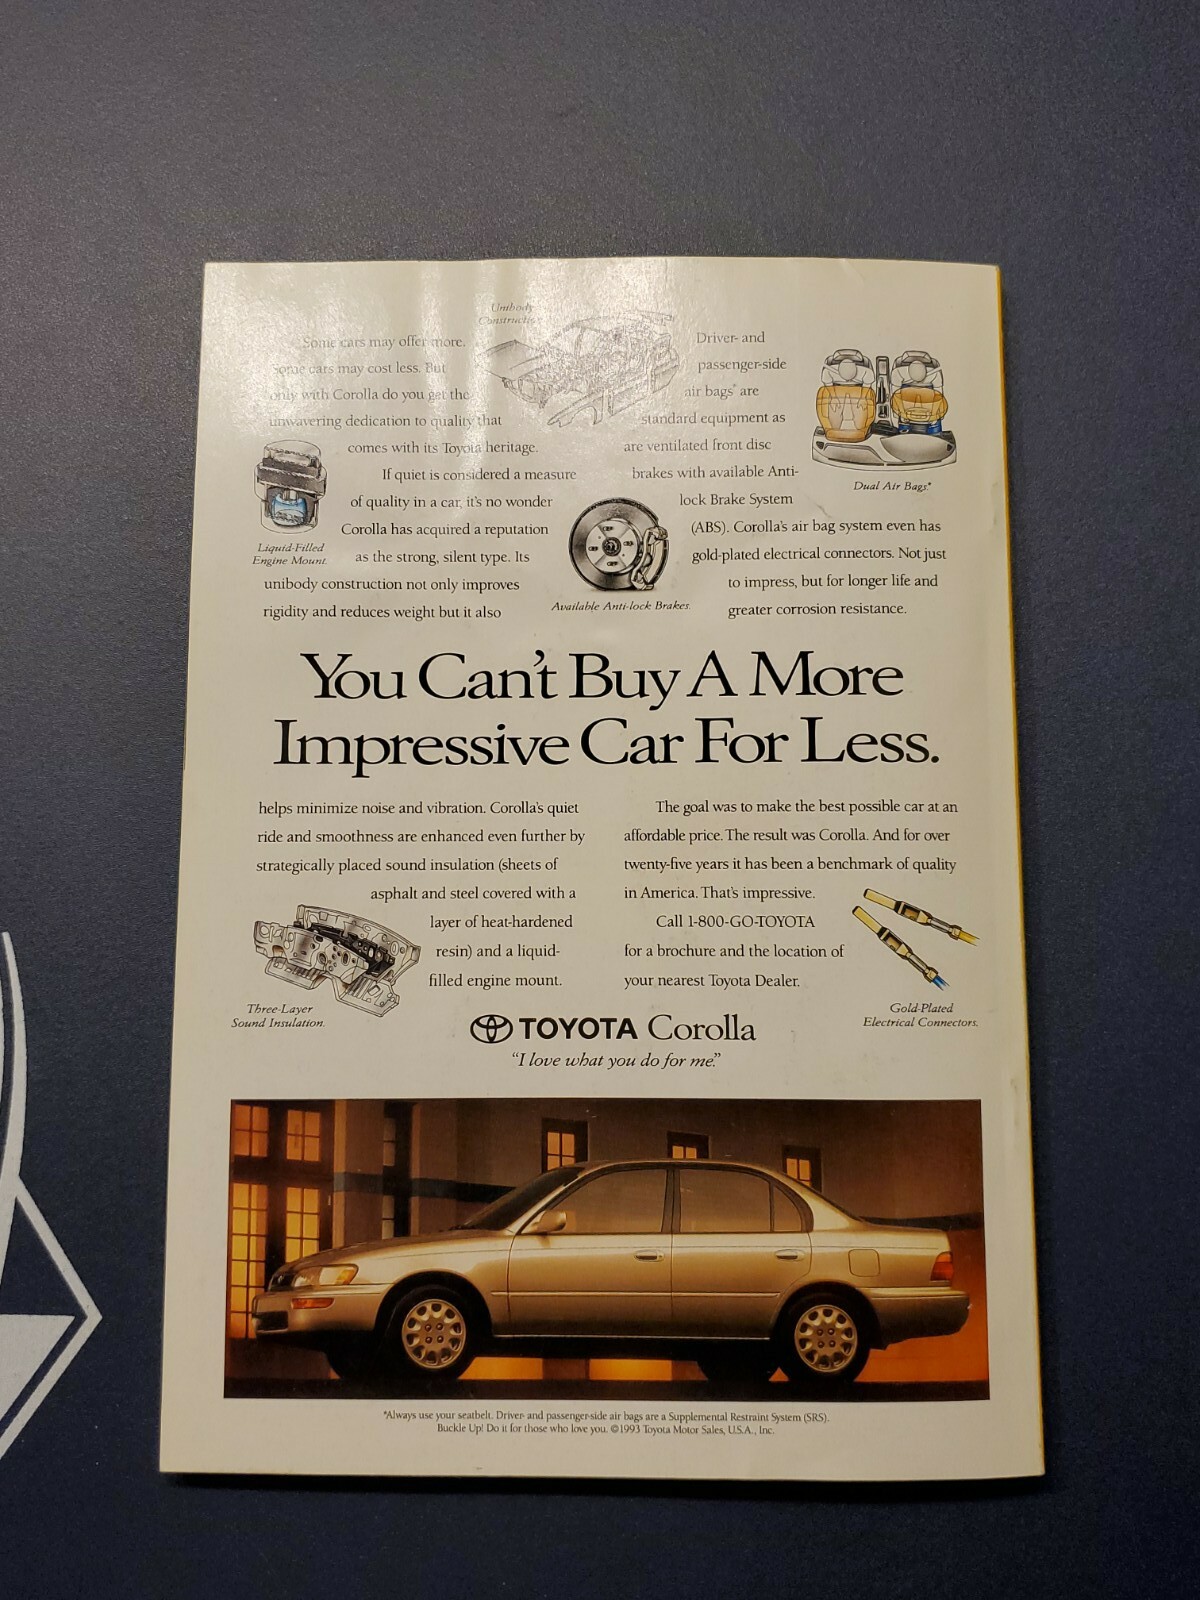 Unibody
Construction.
Some cars may offer more.
Some cars may cost less. But
only with Corolla do you get the
unwavering dedication to quality that
comes with its Toyota heritage.
If quiet is considered a measure
of quality in a car, it's no wonder
Corolla has acquired a reputation
as the strong, silent type. Its
unibody construction not only improves
rigidity and reduces weight but it also
Liquid-Filled
Engine Mount.
Driver- and
passenger-side
air bags* are
standard equipment as
are ventilated front disc
brakes with available Anti-
lock Brake System
(ABS). Corolla's air bag system even has
gold-plated electrical connectors. Not just
to impress, but for longer life and
greater corrosion resistance.
Dual Air Bags.*
Available Anti-lock Brakes.
You Can't Buy A More
Impressive Car For Less.
helps minimize noise and vibration. Corolla's quiet
ride and smoothness are enhanced even further by
strategically placed sound insulation (sheets of
asphalt and steel covered with a
layer of heat-hardened
resin) and a liquid-
filled engine mount.
Three-Layer
Sound Insulation.
The goal was to make the best possible car at an
affordable price. The result was Corolla. And for over
twenty-five years it has been a benchmark of quality
in America. That's impressive.
Call 1-800-GO-TOYOTA
for a brochure and the location of
your nearest Toyota Dealer.
Gold-Plated
Electrical Connectors.
TOYOTA Corolla
"I love what you do for me."
*Always use your seatbelt. Driver- and passenger-side air bags are a Supplemental Restraint System (SRS).
Buckle Up! Do it for those who love you. ©1993 Toyota Motor Sales, U.S.A., Inc.